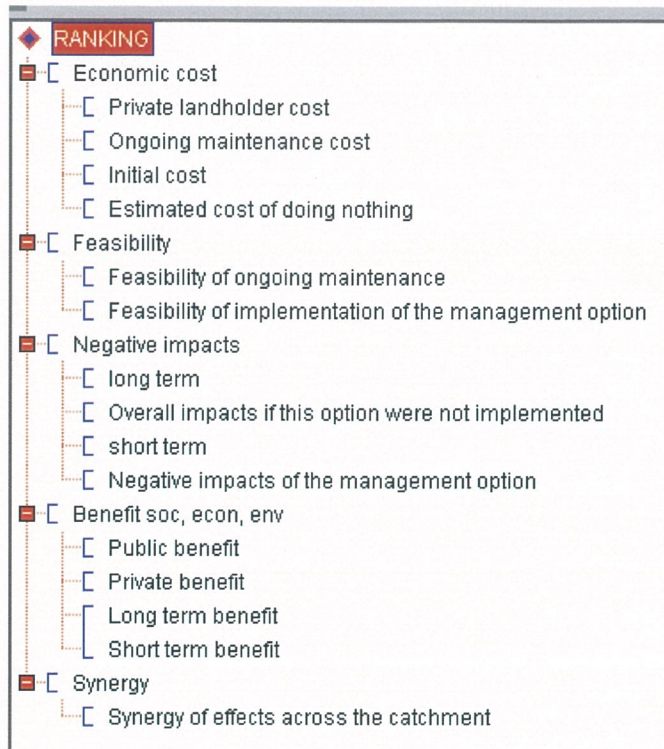 RANKING
Economic cost
Private landholder cost
Ongoing maintenance cost
Initial cost
Estimated cost of doing nothing
Feasibility
Feasibility of ongoing maintenance
Feasibility of implementation of the management option
Negative impacts
long term
Overall impacts if this option were not implemented
short term
Negative impacts of the management option
Benefit soc, econ, env
Public benefit
Private benefit
Long term benefit
Short term benefit
Synergy
Synergy of effects across the catchment